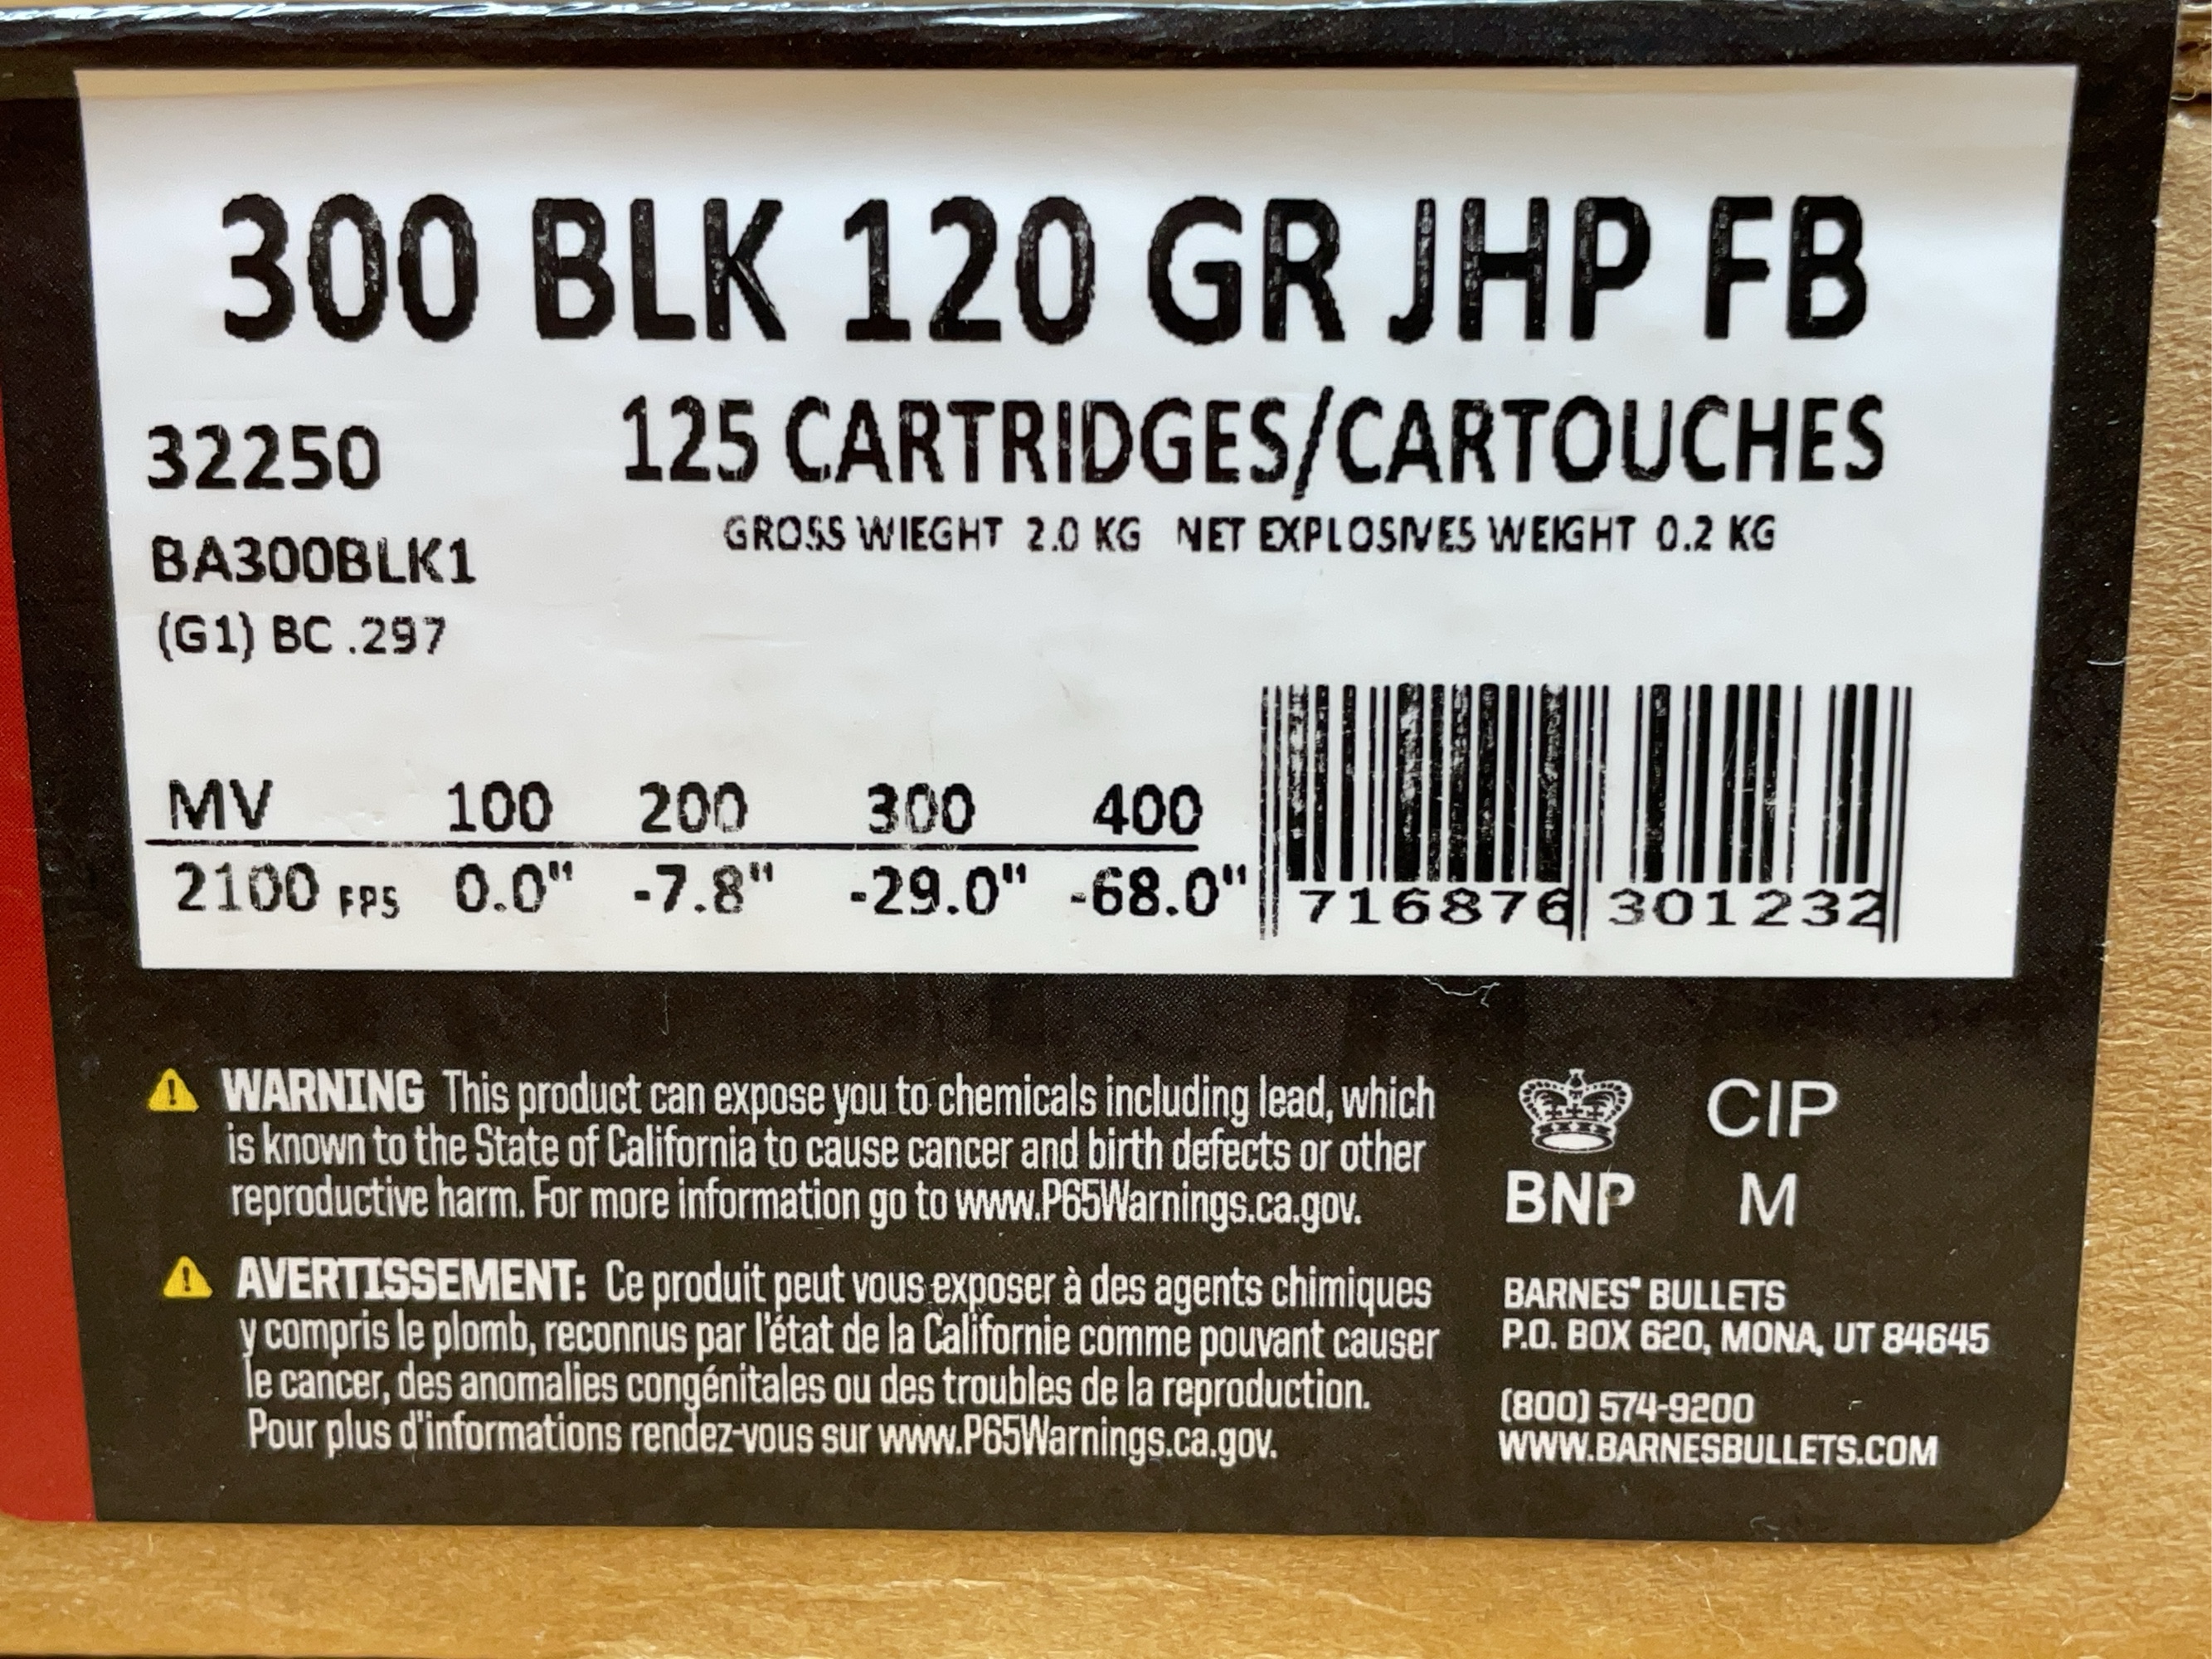 300 BLK 120 GR JHP FB
32250
125 CARTRIDGES/CARTOUCHES
BA300BLK1
GROSS WIEGHT 2.0 KG NET EXPLOSIVES WEIGHT 0.2 KG
(G1) BC .297
MV 100 200 300 400
2100 FPS 0.0" -7.8" -29.0" -68.0"
716876 301232
WARNING This product can expose you to chemicals including lead, which
is known to the State of California to cause cancer and birth defects or other
reproductive harm. For more information go to www.P65Warnings.ca.gov.
AVERTISSEMENT: Ce produit peut vous exposer à des agents chimiques
y compris le plomb, reconnus par l'état de la Californie comme pouvant causer
le cancer, des anomalies congénitales ou des troubles de la reproduction.
Pour plus d'informations rendez-vous sur www.P65Warnings.ca.gov.
CIP
BNP M
BARNES® BULLETS
P.O. BOX 620, MONA, UT 84645
(800) 574-9200
WWW.BARNESBULLETS.COM